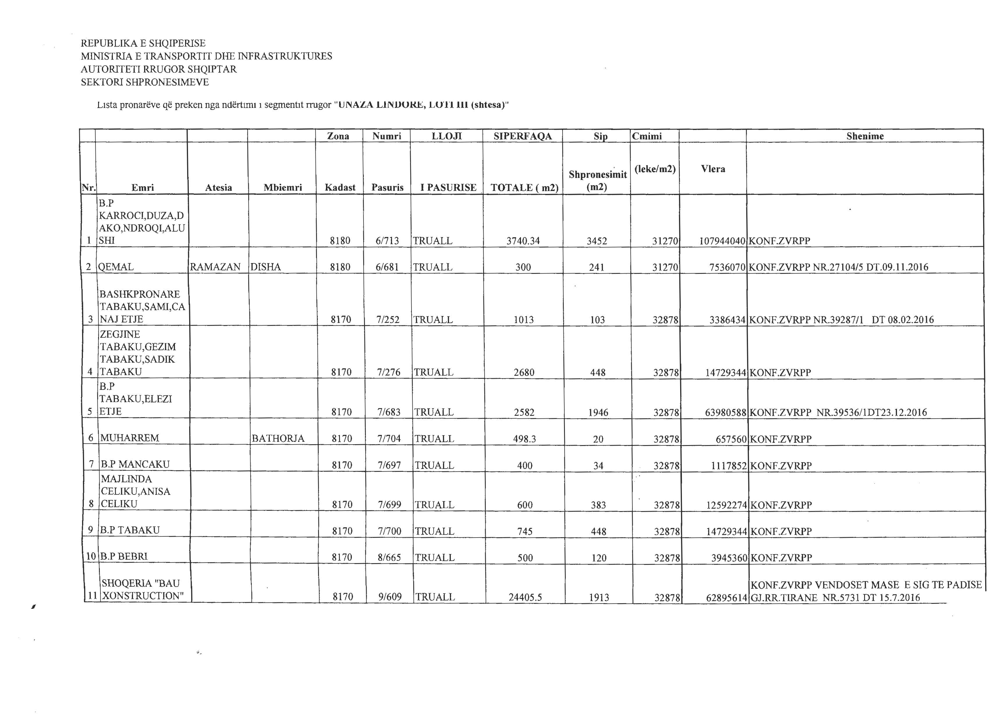 REPUBLIKA E SHQIPERISE
MINISTRIA E TRANSPORTIT DHE INFRASTRUKTURES
AUTORITETI RRUGOR SHQIPTAR
SEKTORI SHPRONESIMEVE
Lista pronarëve që preken nga ndërtimi i segmentit rrugor "UNAZA LINDORE, LOTI III (shtesa)"
Zona Numri LLOJI SIPERFAQA Sip Cmimi Shenime
Nr. Emri Atesia Mbiemri Kadast Pasuris I PASURISE TOTALE ( m2) Shpronesimit (m2) (leke/m2) Vlera
B.P
KARROCI,DUZA,D
AKO,NDROQI,ALU
1 SHI 8180 6/713 TRUALL 3740.34 3452 31270 107944040 KONF.ZVRPP
2 QEMAL RAMAZAN DISHA 8180 6/681 TRUALL 300 241 31270 7536070 KONF.ZVRPP NR.27104/5 DT.09.11.2016
BASHKPRONARE
TABAKU,SAMI,CA
3 NAJ ETJE 8170 7/252 TRUALL 1013 103 32878 3386434 KONF.ZVRPP NR.39287/1 DT 08.02.2016
ZEGJINE
TABAKU,GEZIM
TABAKU,SADIK
4 TABAKU 8170 7/276 TRUALL 2680 448 32878 14729344 KONF.ZVRPP
B.P
TABAKU,ELEZI
5 ETJE 8170 7/683 TRUALL 2582 1946 32878 63980588 KONF.ZVRPP NR.39536/1DT23.12.2016
6 MUHARREM BATHORJA 8170 7/704 TRUALL 498.3 20 32878 657560 KONF.ZVRPP
7 B.P MANCAKU 8170 7/697 TRUALL 400 34 32878 1117852 KONF.ZVRPP
MAJLINDA
CELIKU,ANISA
8 CELIKU 8170 7/699 TRUALL 600 383 32878 12592274 KONF.ZVRPP
9 B.P TABAKU 8170 7/700 TRUALL 745 448 32878 14729344 KONF.ZVRPP
10 B.P BEBRI 8170 8/665 TRUALL 500 120 32878 3945360 KONF.ZVRPP
SHOQERIA "BAU KONF.ZVRPP VENDOSET MASE E SIG TE PADISE
11 XONSTRUCTION" 8170 9/609 TRUALL 24405.5 1913 32878 62895614 GJ.RR.TIRANE NR.5731 DT 15.7.2016